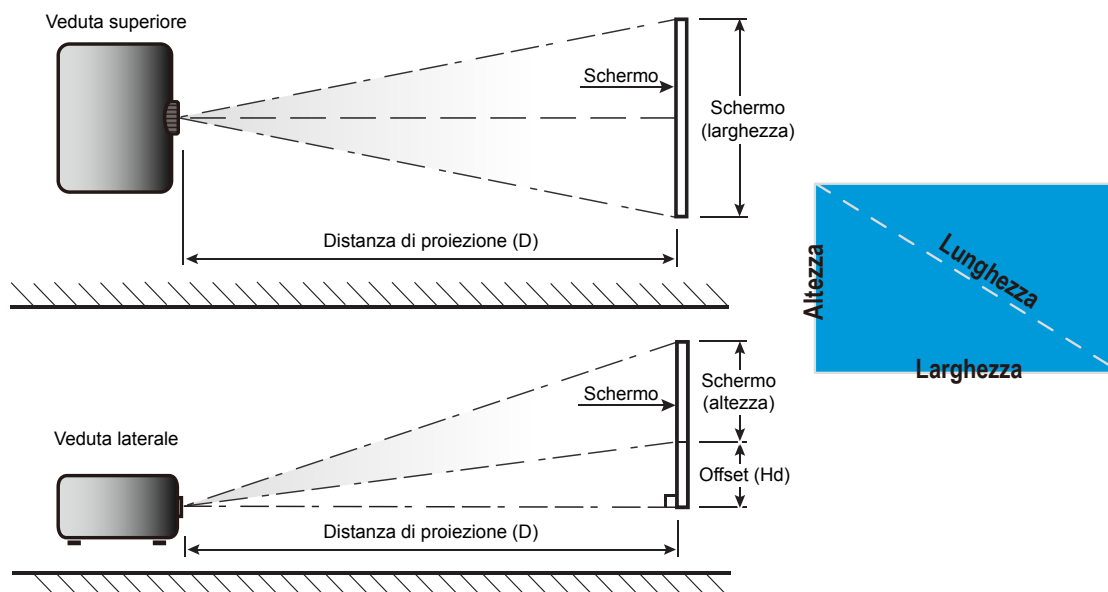 Veduta superiore
Schermo
Schermo
(larghezza)
Distanza di proiezione (D)
Altezza
Lunghezza
Larghezza
Veduta laterale
Schermo
Schermo
(altezza)
Offset (Hd)
Distanza di proiezione (D)